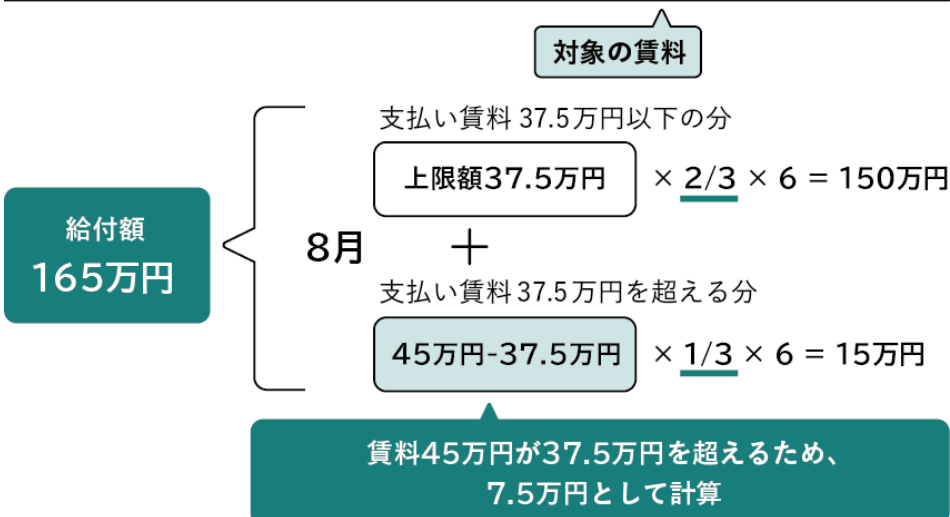 対象の賃料
支払い賃料 37.5万円以下の分
上限額37.5万円 × 2/3 × 6 = 150万円
給付額
165万円
8月 +
支払い賃料 37.5万円を超える分
45万円-37.5万円 × 1/3 × 6 = 15万円
賃料45万円が37.5万円を超えるため、
7.5万円として計算